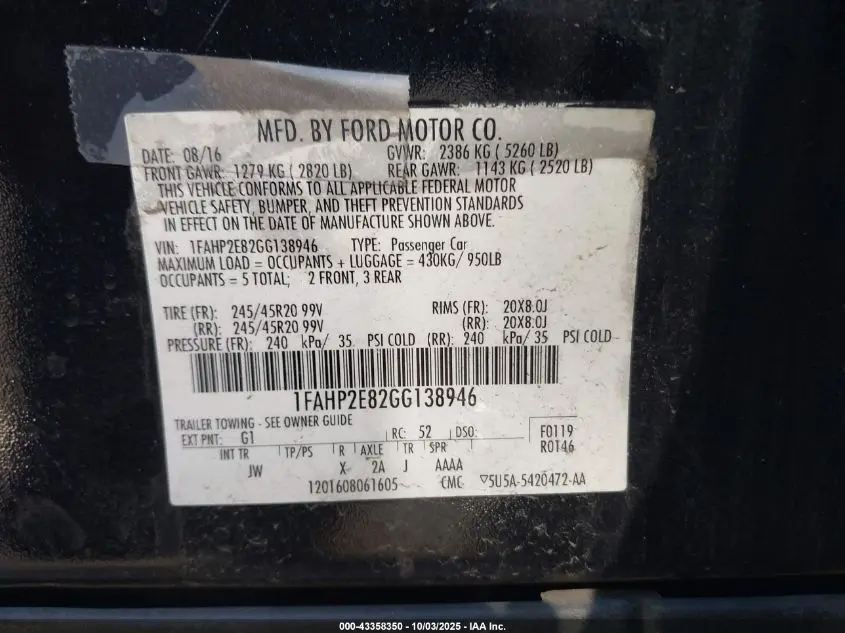 MFD. BY FORD MOTOR CO.
DATE: 08/16 GVWR: 2386 KG ( 5260 LB)
FRONT GAWR: 1279 KG ( 2820 LB) REAR GAWR: 1143 KG ( 2520 LB)
THIS VEHICLE CONFORMS TO ALL APPLICABLE FEDERAL MOTOR
VEHICLE SAFETY, BUMPER, AND THEFT PREVENTION STANDARDS
IN EFFECT ON THE DATE OF MANUFACTURE SHOWN ABOVE.
VIN: 1FAHP2E82GG138946 TYPE: Passenger Car
MAXIMUM LOAD = OCCUPANTS + LUGGAGE = 430KG/ 950LB
OCCUPANTS = 5 TOTAL; 2 FRONT, 3 REAR
TIRE (FR): 245/45R20 99V RIMS (FR): 20X8.0J
(RR): 245/45R20 99V (RR): 20X8.0J
PRESSURE (FR): 240 kPa/ 35 PSI COLD (RR): 240 kPa/ 35 PSI COLD
1FAHP2E82GG138946
TRAILER TOWING - SEE OWNER GUIDE
EXT PNT: G1 RC: 52 DSO: F0119
R0146
INT TR TP/PS R AXLE TR SPR
JW X 2A J AAAA
1201608061605 CMC ▽5U5A-5420472-AA
000-43358350 - 10/03/2025 - IAA Inc.